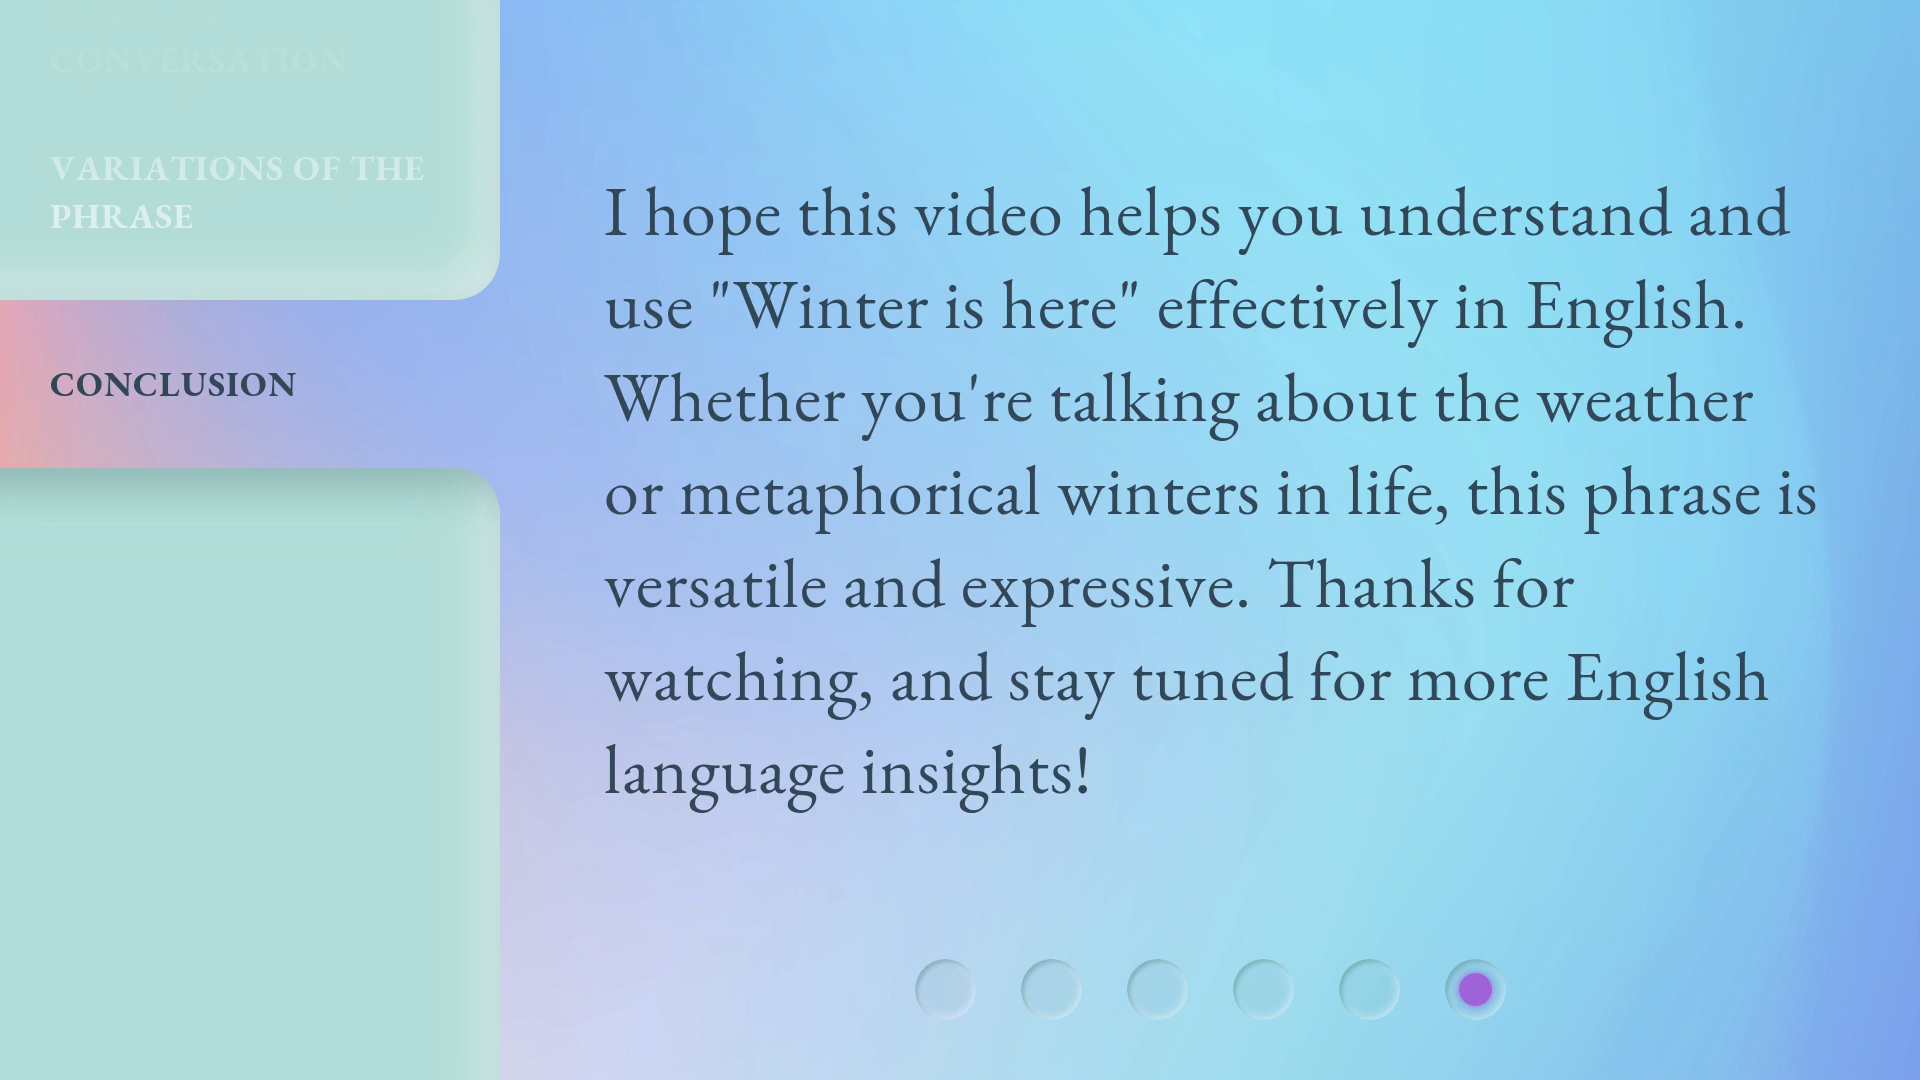 CONVERSATION
VARIATIONS OF THE
PHRASE
CONCLUSION
I hope this video helps you understand and
use "Winter is here" effectively in English.
Whether you're talking about the weather
or metaphorical winters in life, this phrase is
versatile and expressive. Thanks for
watching, and stay tuned for more English
language insights!